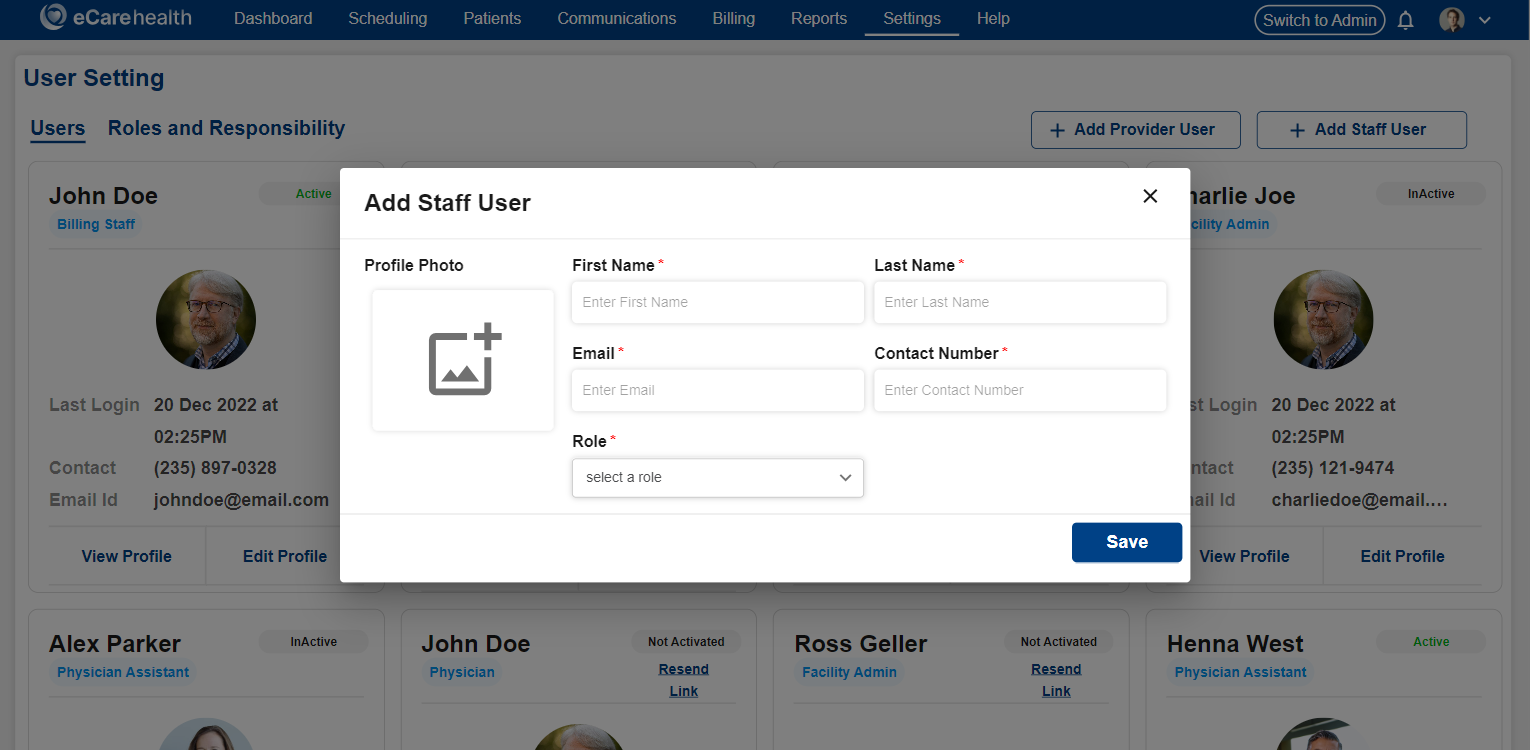 eCarehealth
Dashboard
Scheduling
Patients
Communications
Billing
Reports
Settings
Help
Switch to Admin
User Setting
Users
Roles and Responsibility
+ Add Provider User
+ Add Staff User
John Doe
Active
Billing Staff
Last Login 20 Dec 2022 at
02:25PM
Contact (235) 897-0328
Email Id johndoe@email.com
View Profile
Edit Profile
Add Staff User
Profile Photo
First Name *
Enter First Name
Last Name *
Enter Last Name
Email *
Enter Email
Contact Number *
Enter Contact Number
Role *
select a role
Save
harlie Joe
InActive
cility Admin
st Login 20 Dec 2022 at
02:25PM
ntact (235) 121-9474
ail Id charliedoe@email....
View Profile
Edit Profile
Alex Parker
InActive
Physician Assistant
John Doe
Not Activated
Physician
Resend
Link
Ross Geller
Not Activated
Facility Admin
Resend
Link
Henna West
Active
Physician Assistant